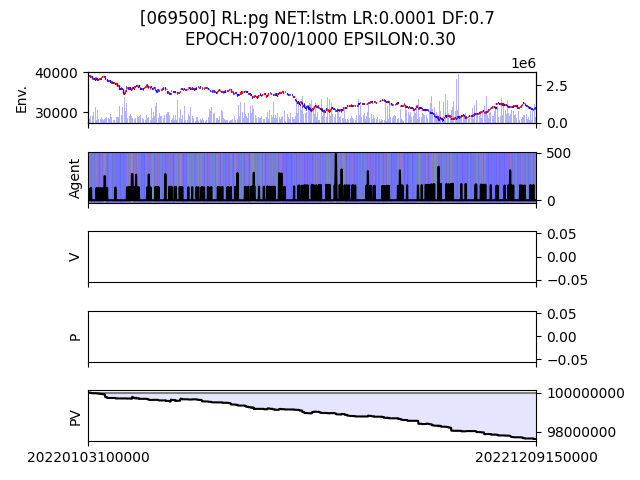 [069500] RL:pg NET:lstm LR:0.0001 DF:0.7
EPOCH:0700/1000 EPSILON:0.30
1e6
Env.
40000
30000
2.5
0.0
Agent
500
0
V
0.05
0.00
−0.05
P
0.05
0.00
−0.05
PV
100000000
98000000
20220103100000
20221209150000